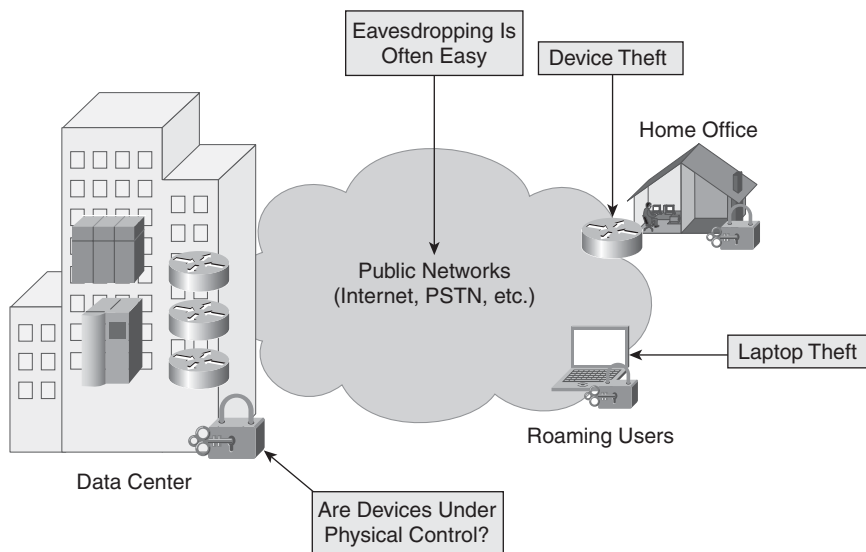 Eavesdropping Is
Often Easy
Device Theft
Home Office
Public Networks
(Internet, PSTN, etc.)
Laptop Theft
Roaming Users
Data Center
Are Devices Under
Physical Control?